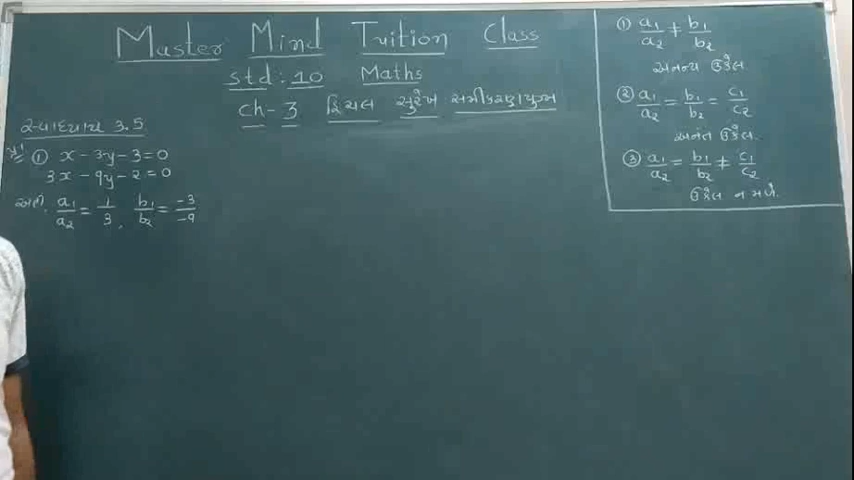 Master Mind Tuition Class
std : 10 Maths
ch-3 દ્વિચલ સુરેખ સમીકરણયુગ્મ
સ્વાધ્યાય 3.5
પ્ર.1 ① x - 3y - 3 = 0
3x - 9y - 2 = 0
અહીં, a₁/a₂ = 1/3, b₁/b₂ = -3/-9
① a₁/a₂ ≠ b₁/b₂
અનન્ય ઉકેલ
② a₁/a₂ = b₁/b₂ = c₁/c₂
અનંત ઉકેલ.
③ a₁/a₂ = b₁/b₂ ≠ c₁/c₂
ઉકેલ ન મળે.